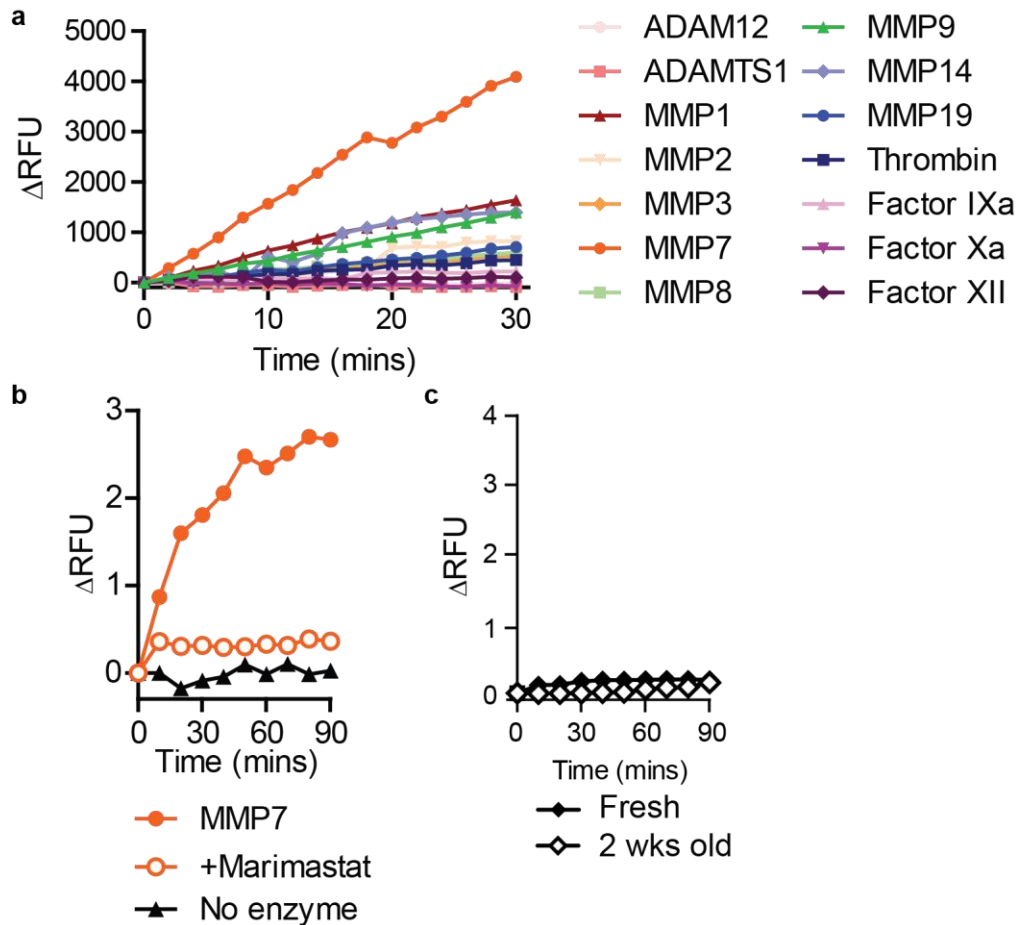 a
5000
4000
3000
2000
1000
0
ΔRFU
0 10 20 30
Time (mins)
ADAM12
ADAMTS1
MMP1
MMP2
MMP3
MMP7
MMP8
MMP9
MMP14
MMP19
Thrombin
Factor IXa
Factor Xa
Factor XII
b
3
2
1
0
ΔRFU
0 30 60 90
Time (mins)
MMP7
+Marimastat
No enzyme
c
4
3
2
1
0
ΔRFU
0 30 60 90
Time (mins)
Fresh
2 wks old